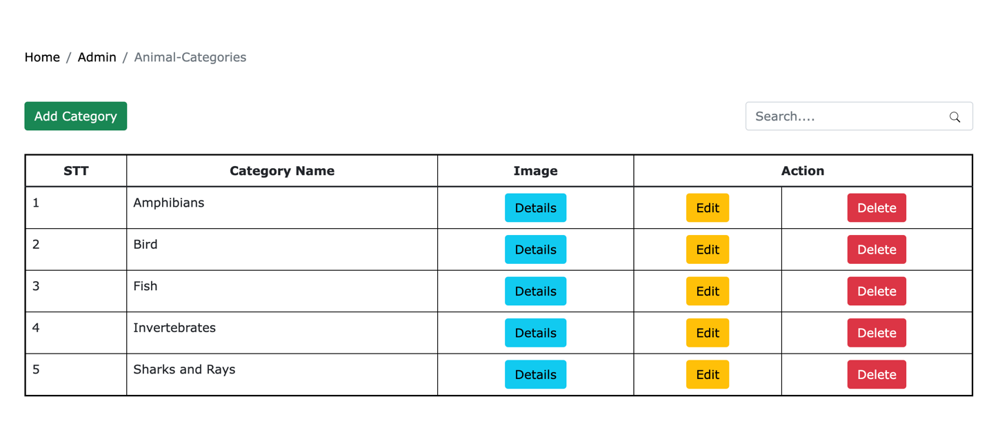 Home / Admin / Animal-Categories
Add Category Search....
STT Category Name Image Action
1 Amphibians Details Edit Delete
2 Bird Details Edit Delete
3 Fish Details Edit Delete
4 Invertebrates Details Edit Delete
5 Sharks and Rays Details Edit Delete